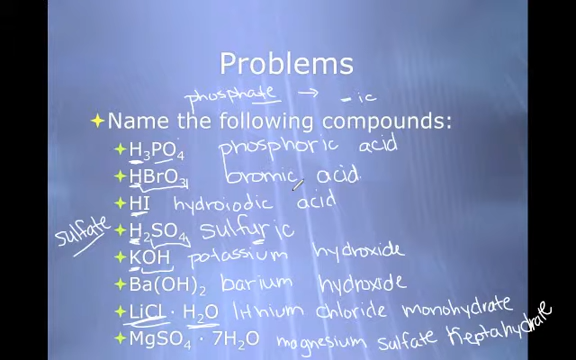 Problems
phosphate → -ic
Name the following compounds:
H₃PO₄ phosphoric acid
HBrO₃ bromic acid
HI hydroiodic acid
sulfate H₂SO₄ sulfuric
KOH potassium hydroxide
Ba(OH)₂ barium hydroxide
LiCl · H₂O lithium chloride monohydrate
MgSO₄ · 7H₂O magnesium sulfate heptahydrate